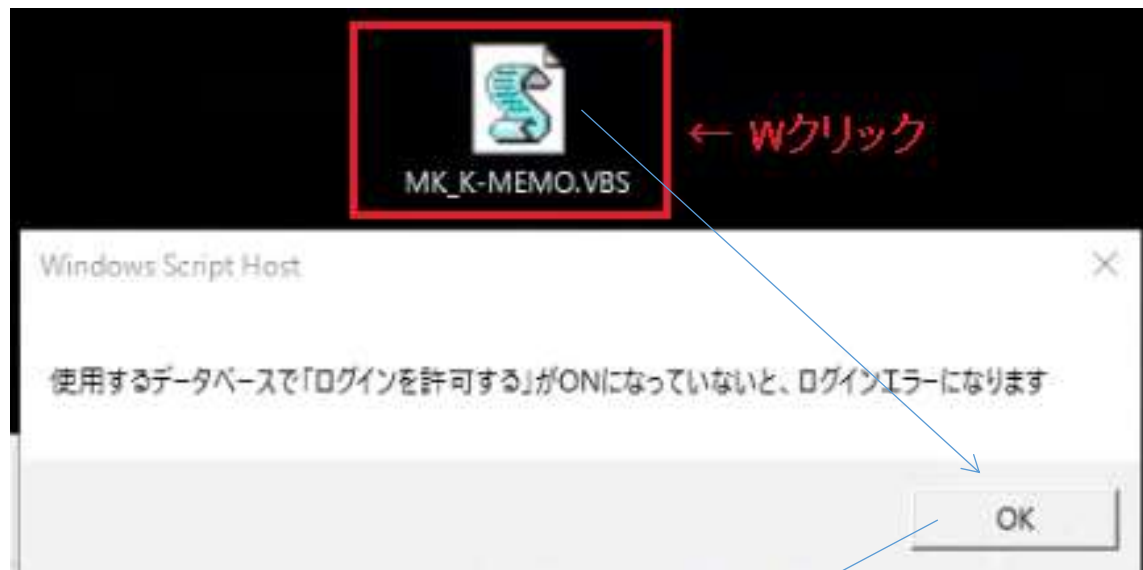 ← Wクリック
MK_K-MEMO.VBS
Windows Script Host
使用するデータベースで「ログインを許可する」がONになっていないと、ログインエラーになります
OK